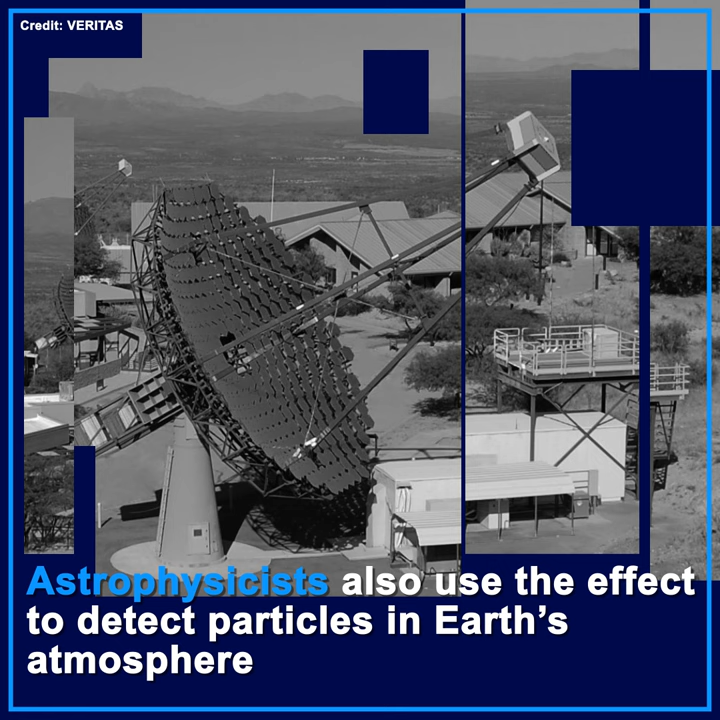 Credit: VERITAS
Astrophysicists also use the effect
to detect particles in Earth’s
atmosphere